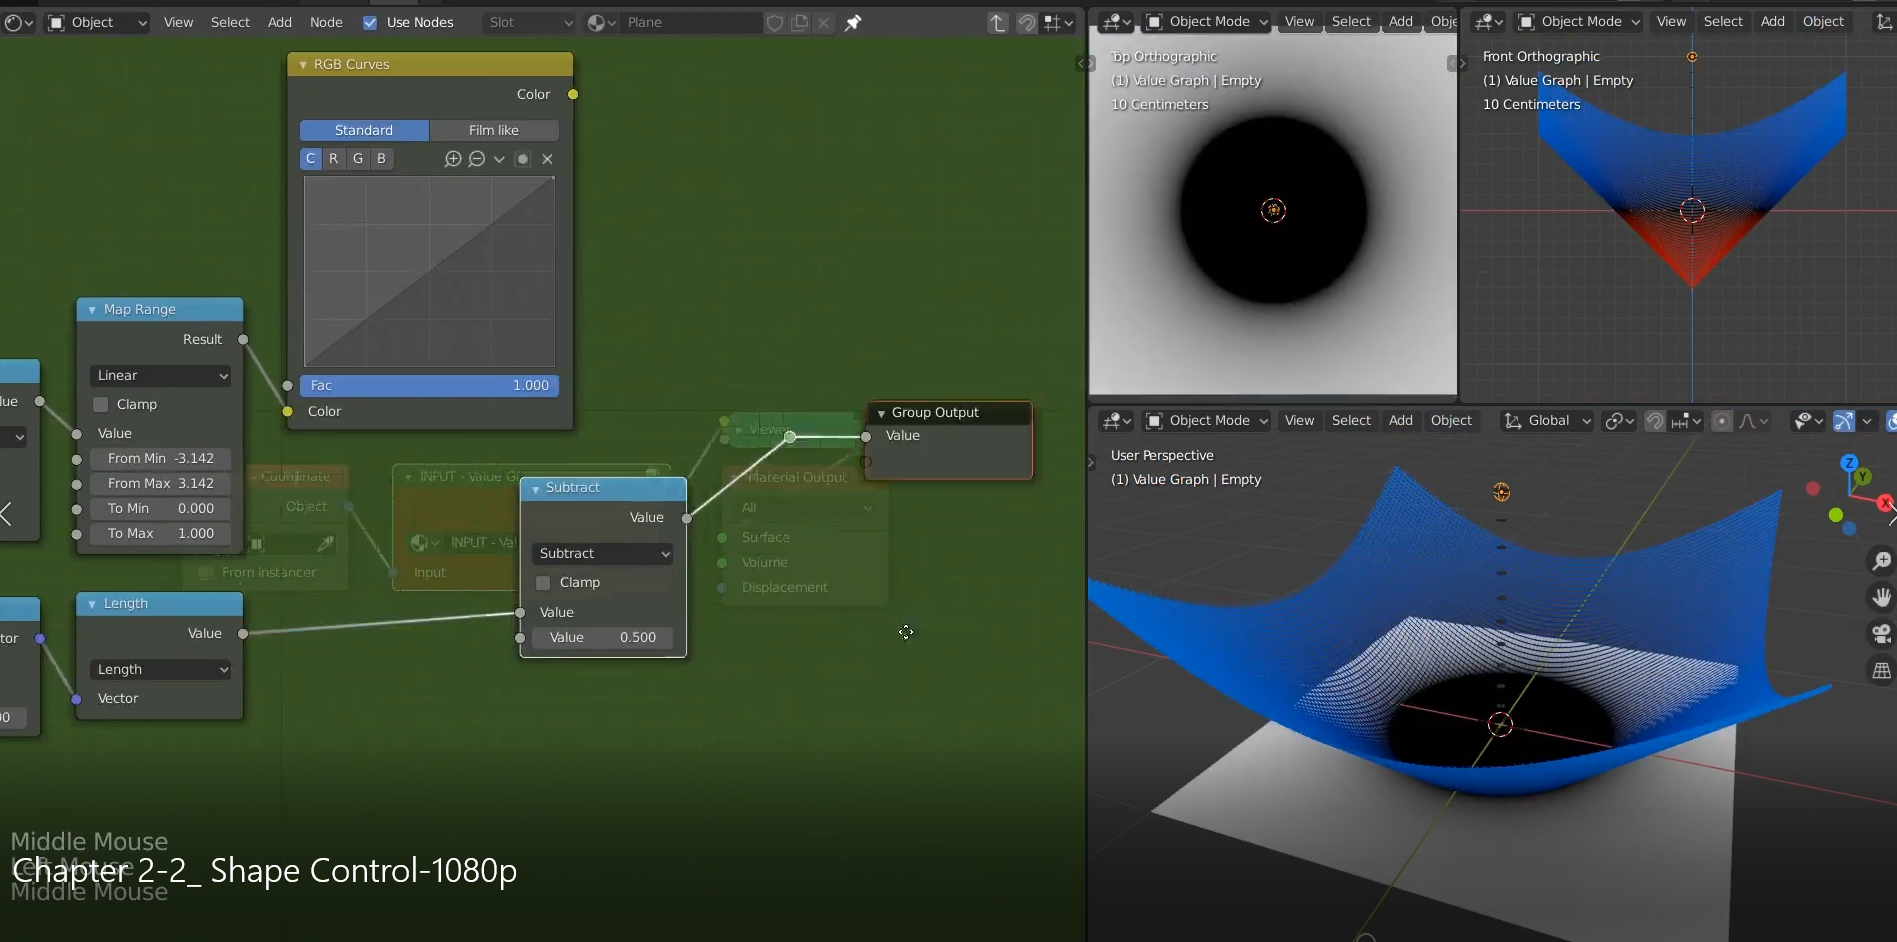 Object View Select Add Node Use Nodes Slot Plane
RGB Curves
Color
Standard Film like
C R G B
Fac 1.000
Color
Map Range
Result
Linear
Clamp
Value
From Min -3.142
From Max 3.142
To Min 0.000
To Max 1.000
lue
Coordinate
Object
From instancer
INPUT - Value G
INPUT - Val
Input
Subtract
Value
Subtract
Clamp
Value
Value 0.500
Viewer
Group Output
Value
Material Output
All
Surface
Volume
Displacement
tor
00
Length
Value
Length
Vector
Middle Mouse
Left Mouse
Middle Mouse
Chapter 2-2_ Shape Control-1080p
Object Mode View Select Add Obje
Top Orthographic
(1) Value Graph | Empty
10 Centimeters
Object Mode View Select Add Object
Front Orthographic
(1) Value Graph | Empty
10 Centimeters
Object Mode View Select Add Object Global
User Perspective
(1) Value Graph | Empty
Z
Y
X